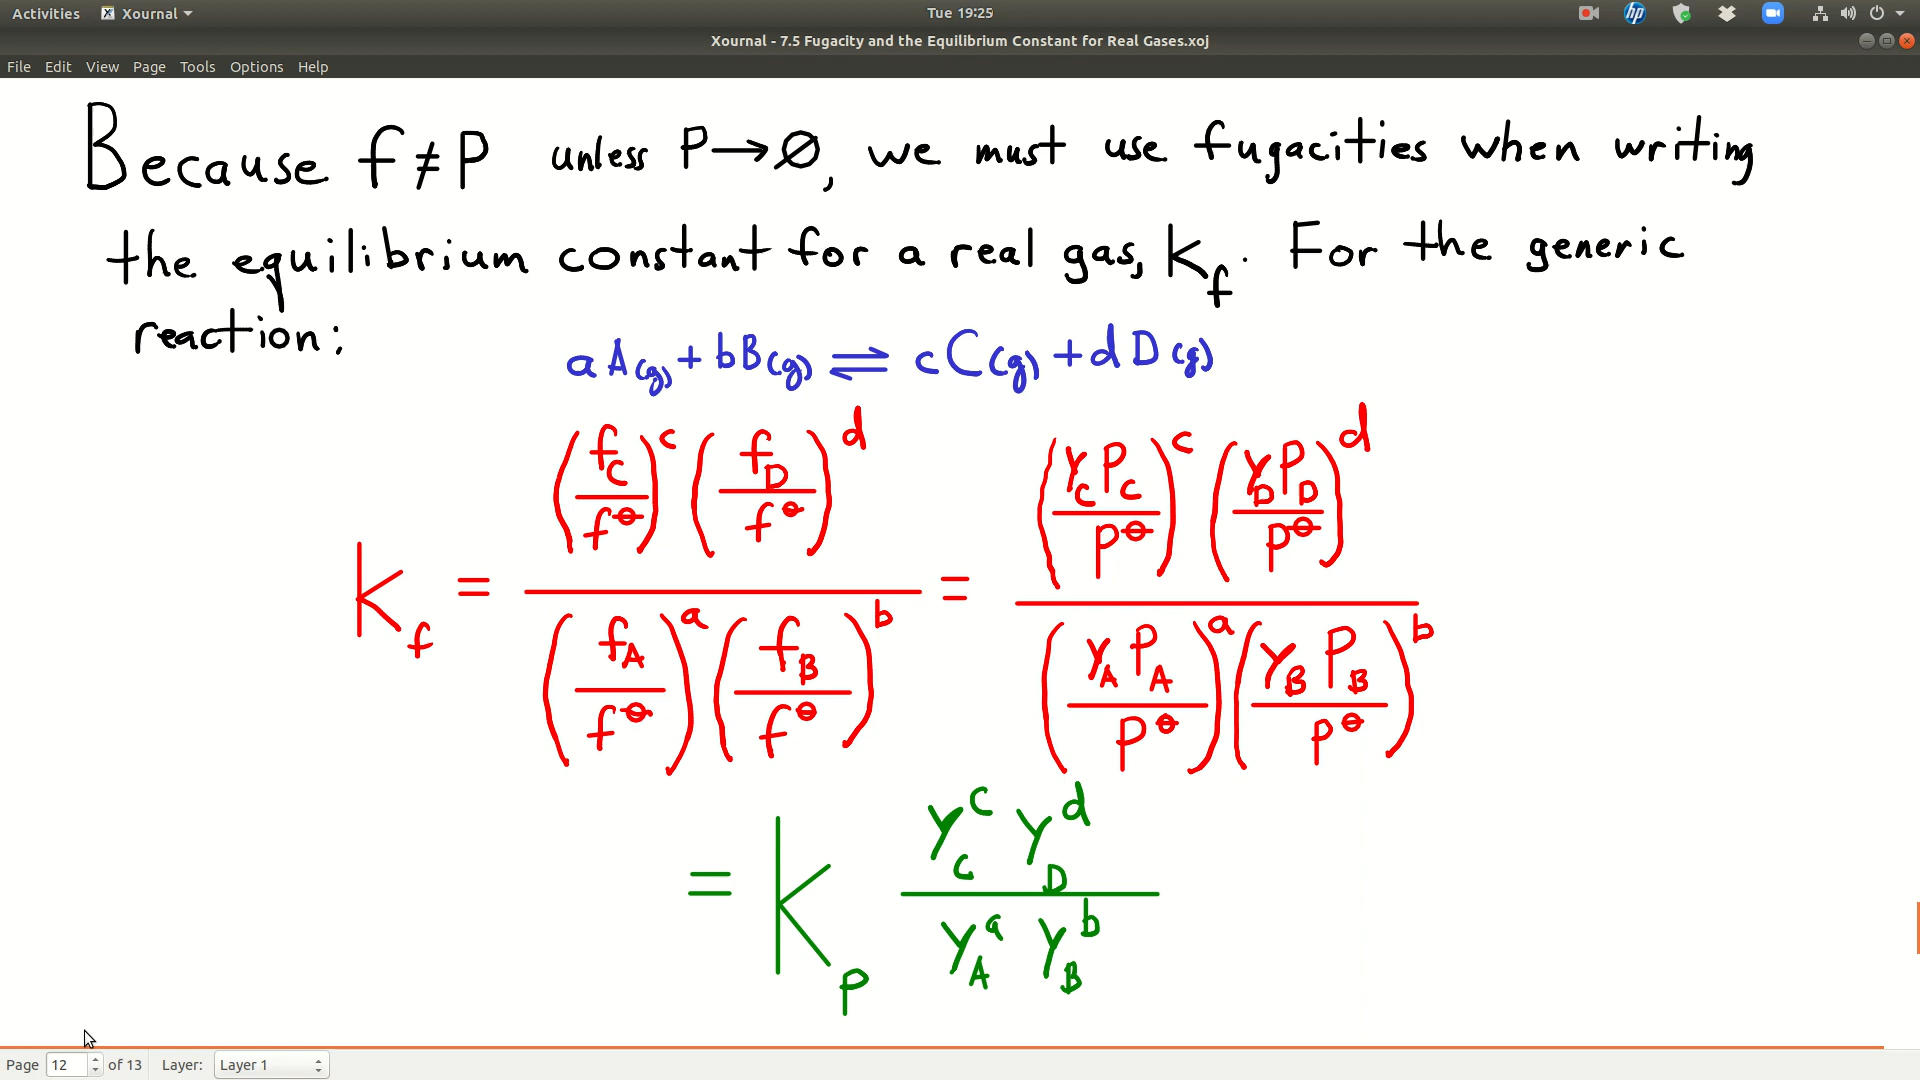 Activities Xournal Tue 19:25
Xournal - 7.5 Fugacity and the Equilibrium Constant for Real Gases.xoj
File Edit View Page Tools Options Help
Because f ≠ P unless P → ∅, we must use fugacities when writing
the equilibrium constant for a real gas, K_f. For the generic
reaction:
aA(g) + bB(g) ⇌ cC(g) + dD(g)
K_f = (f_C/f^⊖)^c (f_D/f^⊖)^d / (f_A/f^⊖)^a (f_B/f^⊖)^b = (γ_C P_C/P^⊖)^c (γ_D P_D/P^⊖)^d / (γ_A P_A/P^⊖)^a (γ_B P_B/P^⊖)^b
= K_P γ_C^c γ_D^d / γ_A^a γ_B^b
Page 12 of 13 Layer: Layer 1